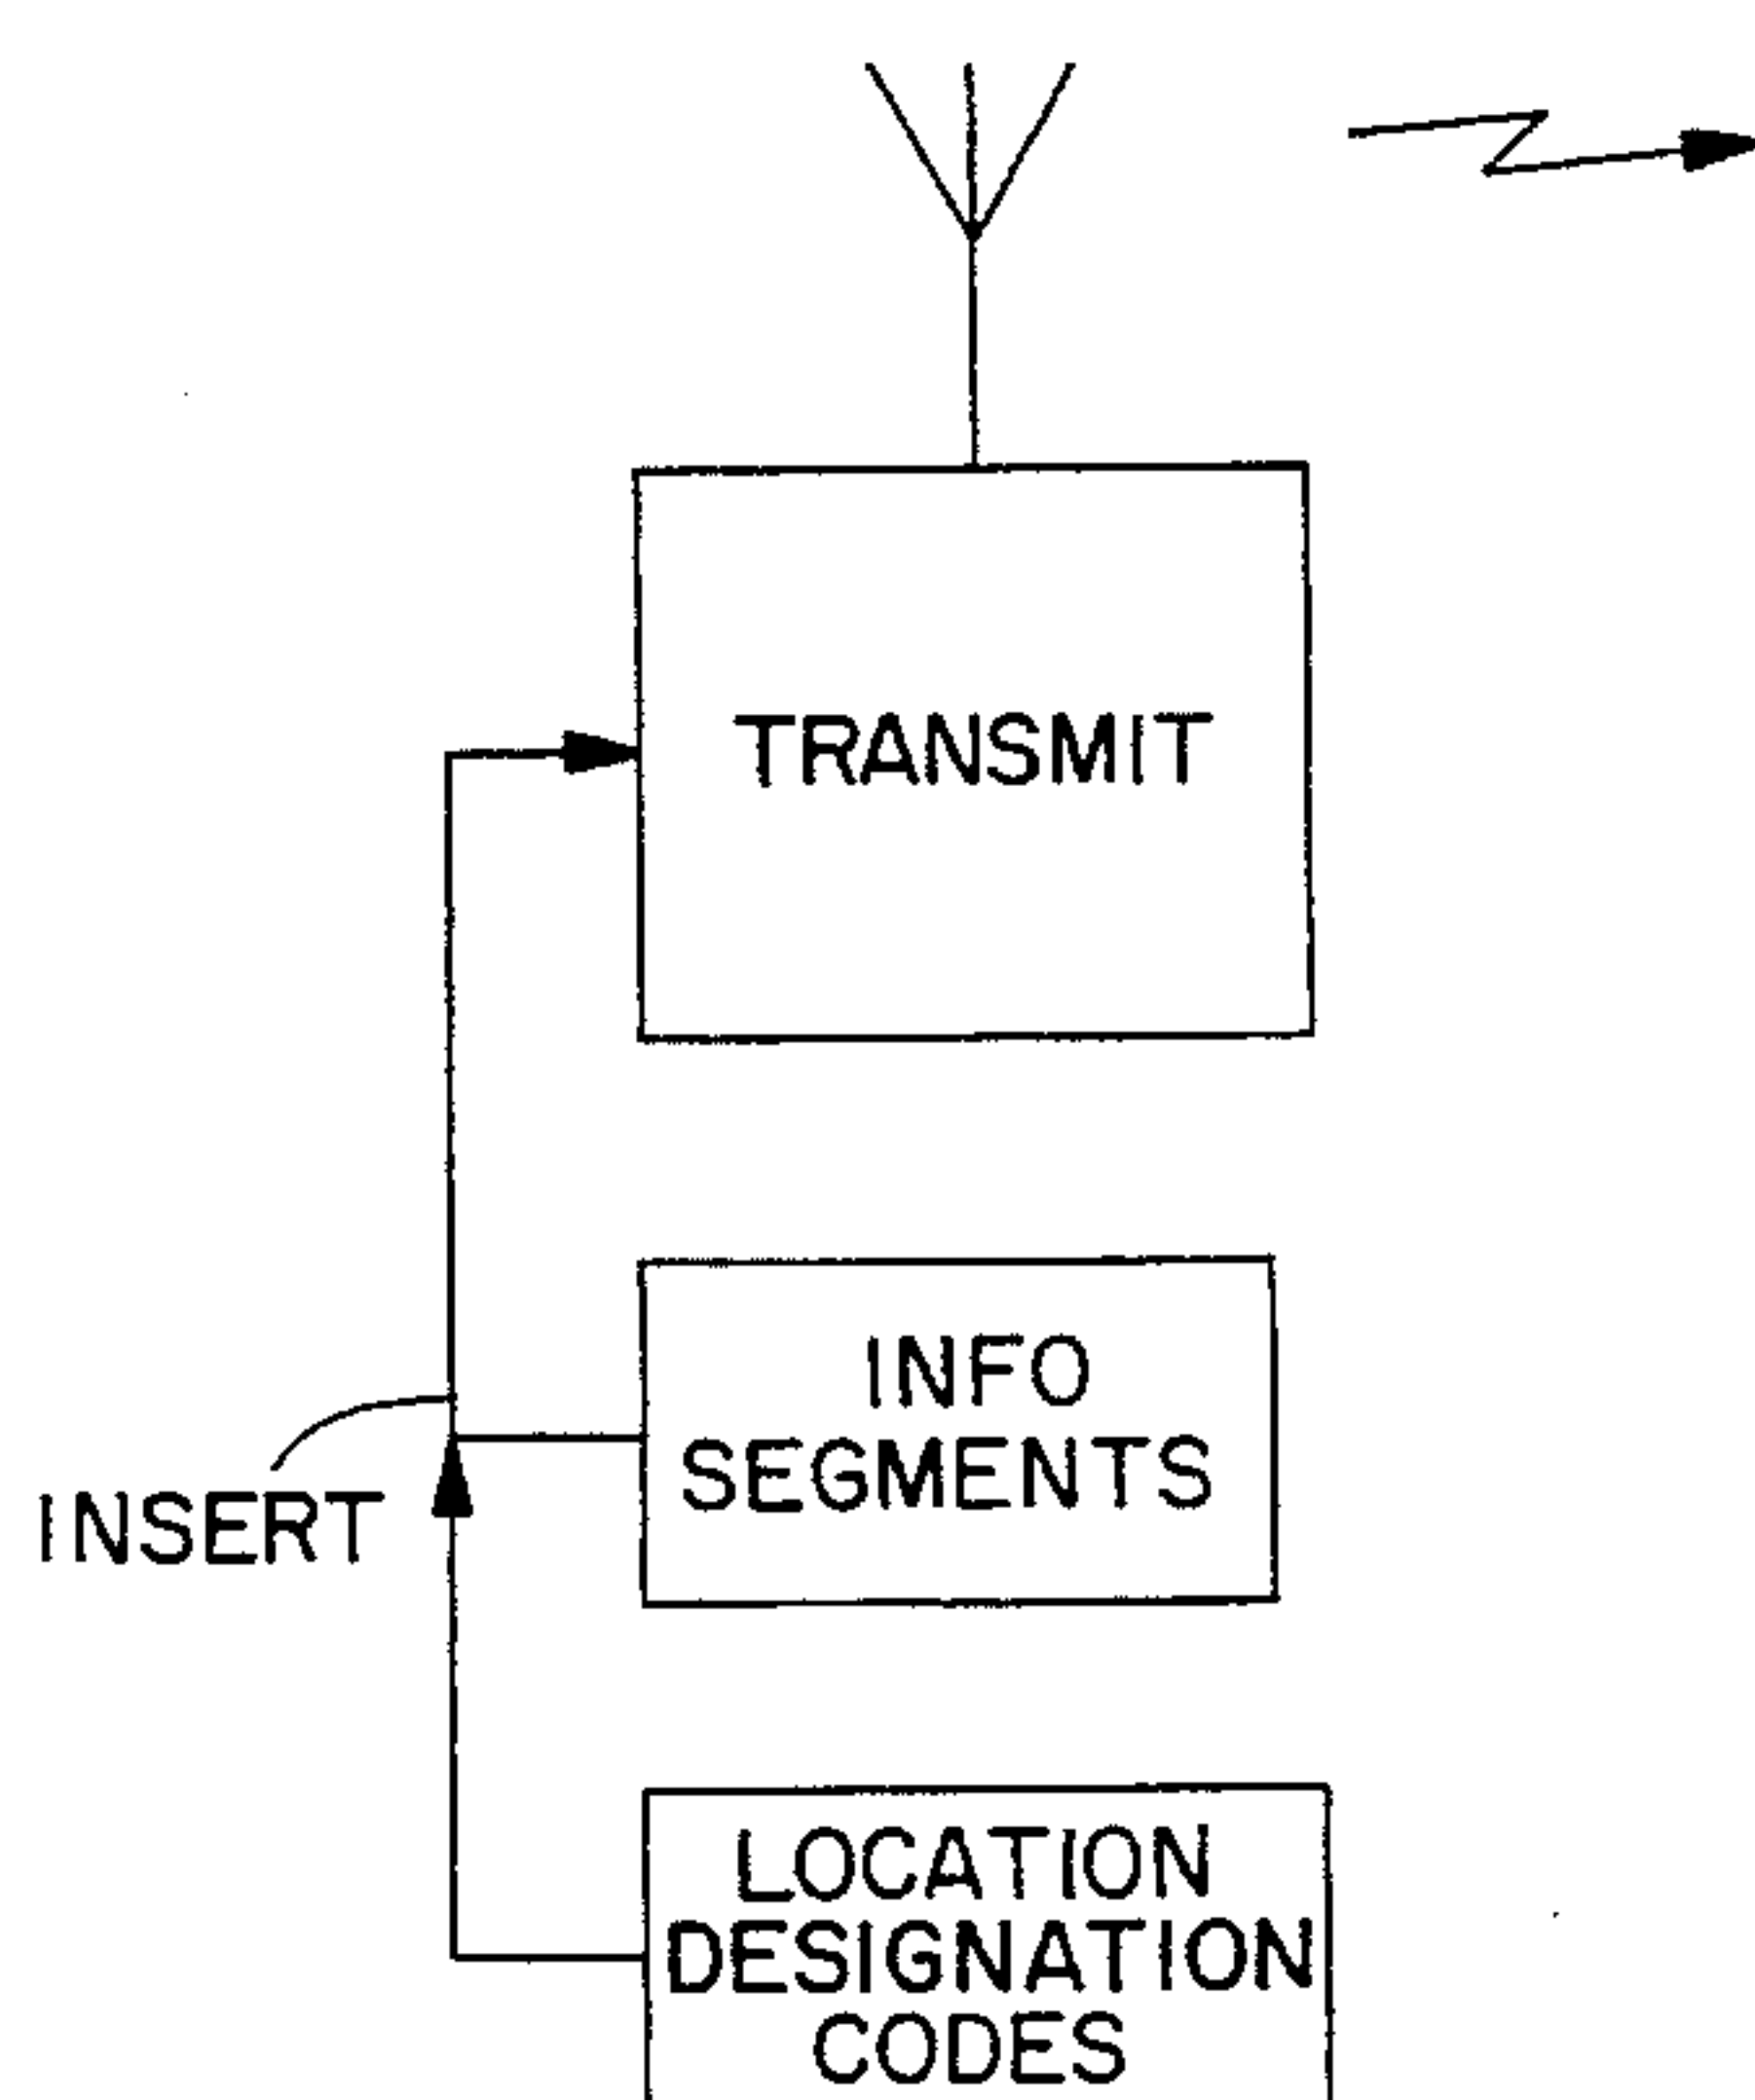 TRANSMIT
INFO
SEGMENTS
INSERT
LOCATION
DESIGNATION
CODES